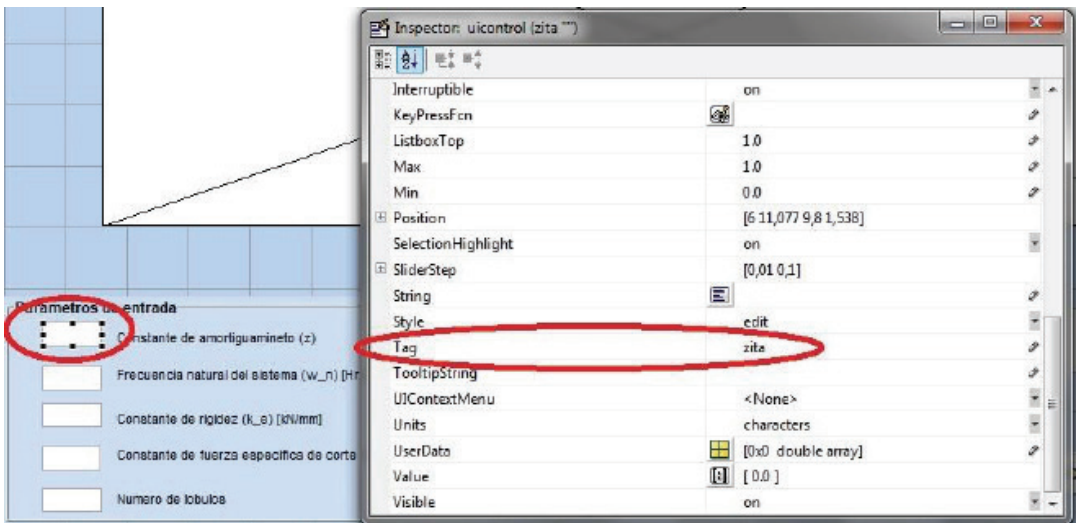 Inspector: uicontrol (zita "")
Interruptible on
KeyPressFcn
ListboxTop 1.0
Max 1.0
Min 0.0
Position [6 11,077 9,8 1,538]
SelectionHighlight on
SliderStep [0,01 0,1]
String
Style edit
Tag zita
TooltipString
UIContextMenu <None>
Units characters
UserData [0x0 double array]
Value [ 0.0 ]
Visible on
Parametros de entrada
Constante de amortiguamineto (z)
Frecuencia natural del sistema (w_n)
Constante de rigidez (k_e) [kN/mm]
Constante de fuerza especifica de corte
Numero de lobulos